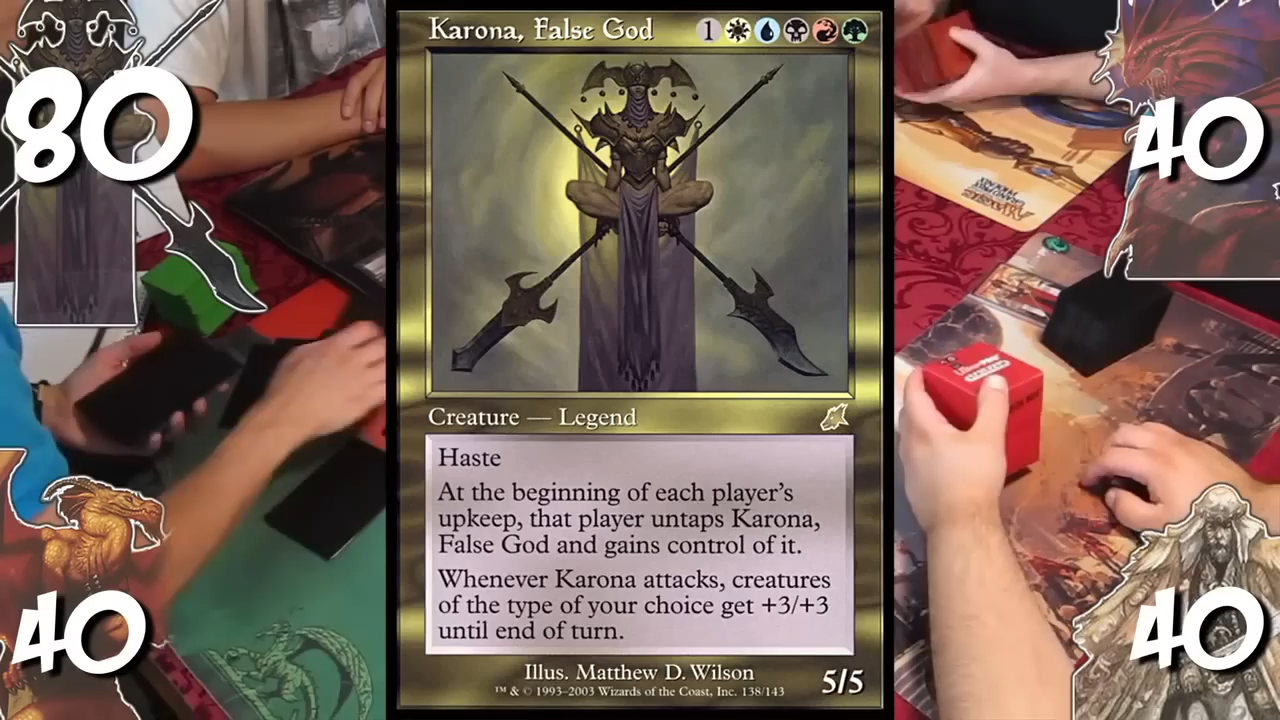 80
40
Karona, False God
1
Creature — Legend
Haste
At the beginning of each player's
upkeep, that player untaps Karona,
False God and gains control of it.
Whenever Karona attacks, creatures
of the type of your choice get +3/+3
until end of turn.
Illus. Matthew D. Wilson
™ & © 1993–2003 Wizards of the Coast, Inc. 138/143
5/5
40
40